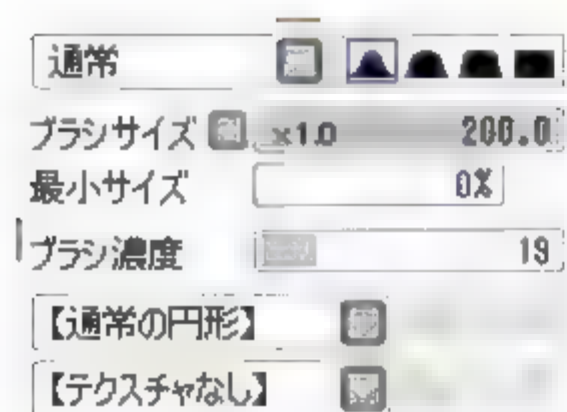 通常
ブラシサイズ x1.0 200.0
最小サイズ 0%
ブラシ濃度 19
【通常の円形】
【テクスチャなし】